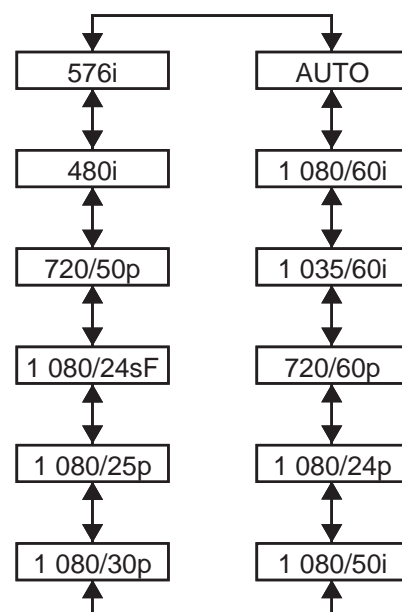 576i
480i
720/50p
1 080/24sF
1 080/25p
1 080/30p
AUTO
1 080/60i
1 035/60i
720/60p
1 080/24p
1 080/50i